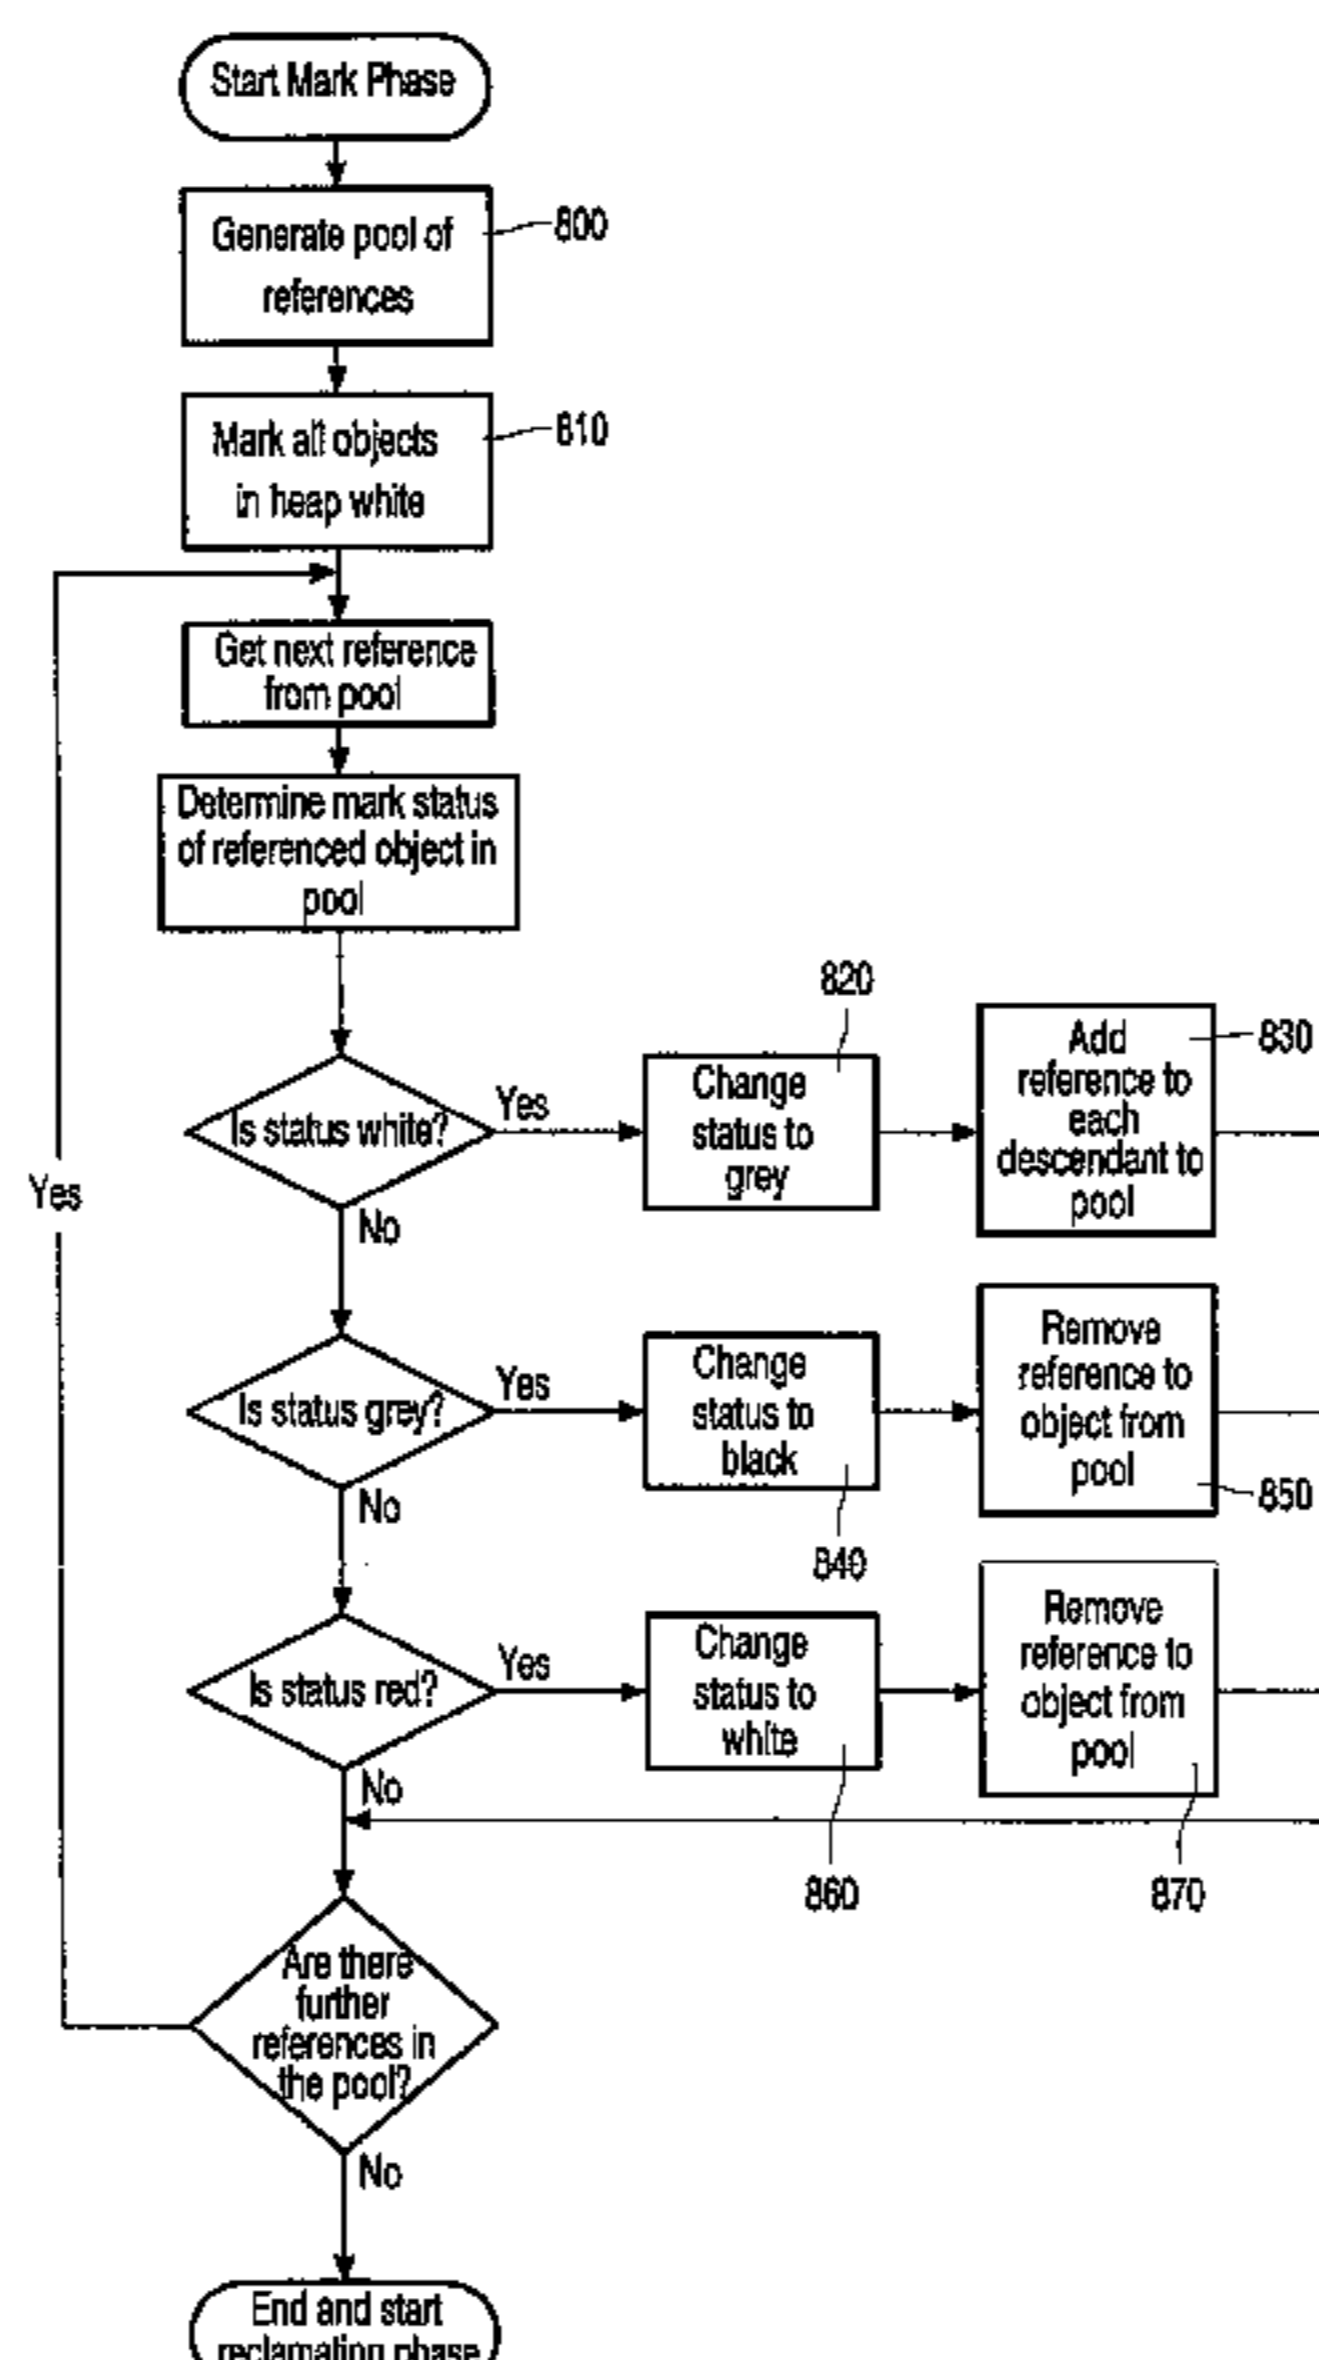 Start Mark Phase
Generate pool of
references
800
Mark all objects
in heap white
810
Get next reference
from pool
Determine mark status
of referenced object in
pool
Is status white?
Yes
No
820
Change
status to
grey
Add
reference to
each
descendant to
pool
830
Yes
Is status grey?
Yes
No
Change
status to
black
840
Remove
reference to
object from
pool
850
Is status red?
Yes
No
Change
status to
white
860
Remove
reference to
object from
pool
870
Are there
further
references in
the pool?
No
End and start
reclamation phase